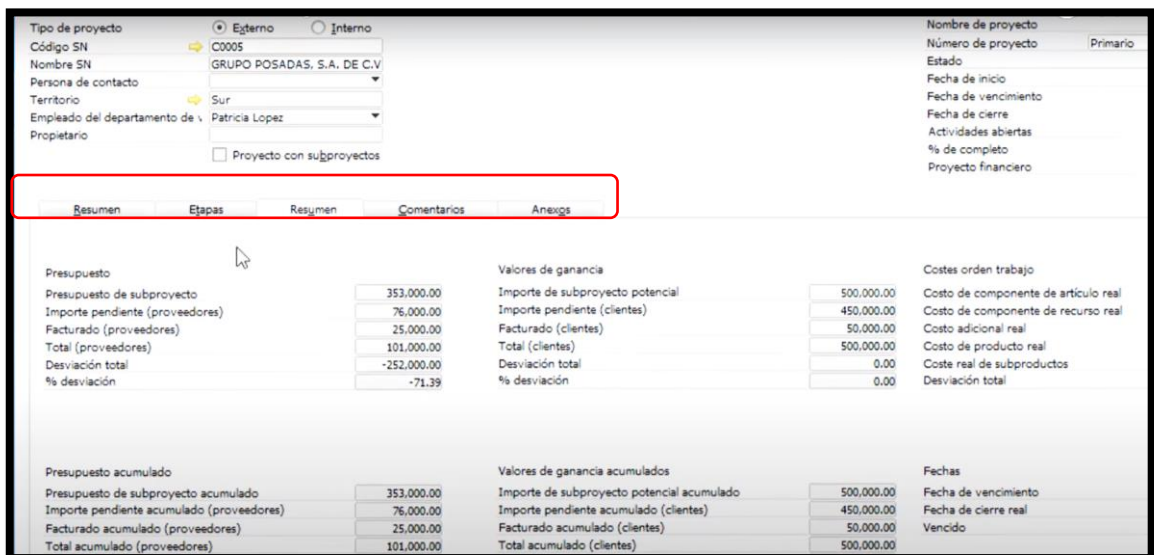 Tipo de proyecto Externo Interno
Código SN C0005
Nombre SN GRUPO POSADAS, S.A. DE C.V
Persona de contacto
Territorio Sur
Empleado del departamento de v Patricia Lopez
Propietario
Proyecto con subproyectos
Nombre de proyecto
Número de proyecto Primario
Estado
Fecha de inicio
Fecha de vencimiento
Fecha de cierre
Actividades abiertas
% de completo
Proyecto financiero
Resumen Etapas Resumen Comentarios Anexos
Presupuesto
Presupuesto de subproyecto 353,000.00
Importe pendiente (proveedores) 76,000.00
Facturado (proveedores) 25,000.00
Total (proveedores) 101,000.00
Desviación total -252,000.00
% desviación -71.39
Valores de ganancia
Importe de subproyecto potencial 500,000.00
Importe pendiente (clientes) 450,000.00
Facturado (clientes) 50,000.00
Total (clientes) 500,000.00
Desviación total 0.00
% desviación 0.00
Costes orden trabajo
Costo de componente de artículo real
Costo de componente de recurso real
Costo adicional real
Costo de producto real
Coste real de subproductos
Desviación total
Presupuesto acumulado
Presupuesto de subproyecto acumulado 353,000.00
Importe pendiente acumulado (proveedores) 76,000.00
Facturado acumulado (proveedores) 25,000.00
Total acumulado (proveedores) 101,000.00
Valores de ganancia acumulados
Importe de subproyecto potencial acumulado 500,000.00
Importe pendiente acumulado (clientes) 450,000.00
Facturado acumulado (clientes) 50,000.00
Total acumulado (clientes) 500,000.00
Fechas
Fecha de vencimiento
Fecha de cierre real
Vencido